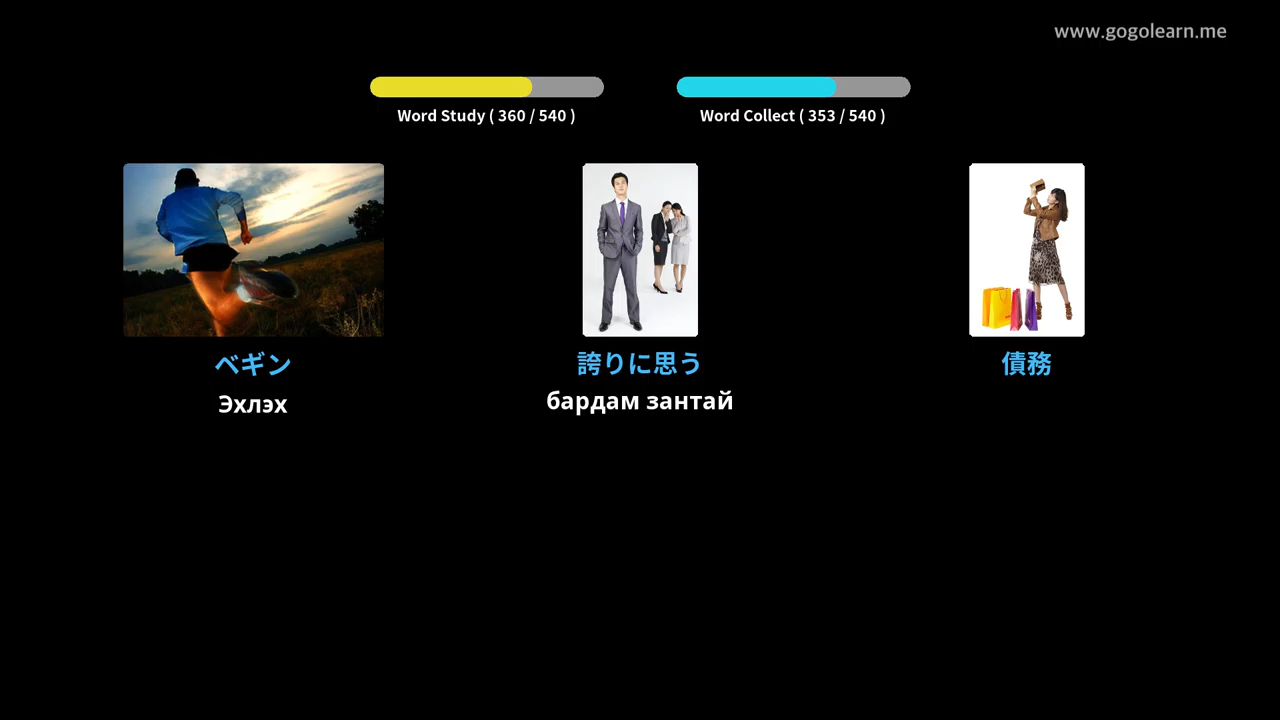 www.gogolearn.me
Word Study ( 360 / 540 )
Word Collect ( 353 / 540 )
ベギン
Эхлэх
誇りに思う
бардам зантай
債務